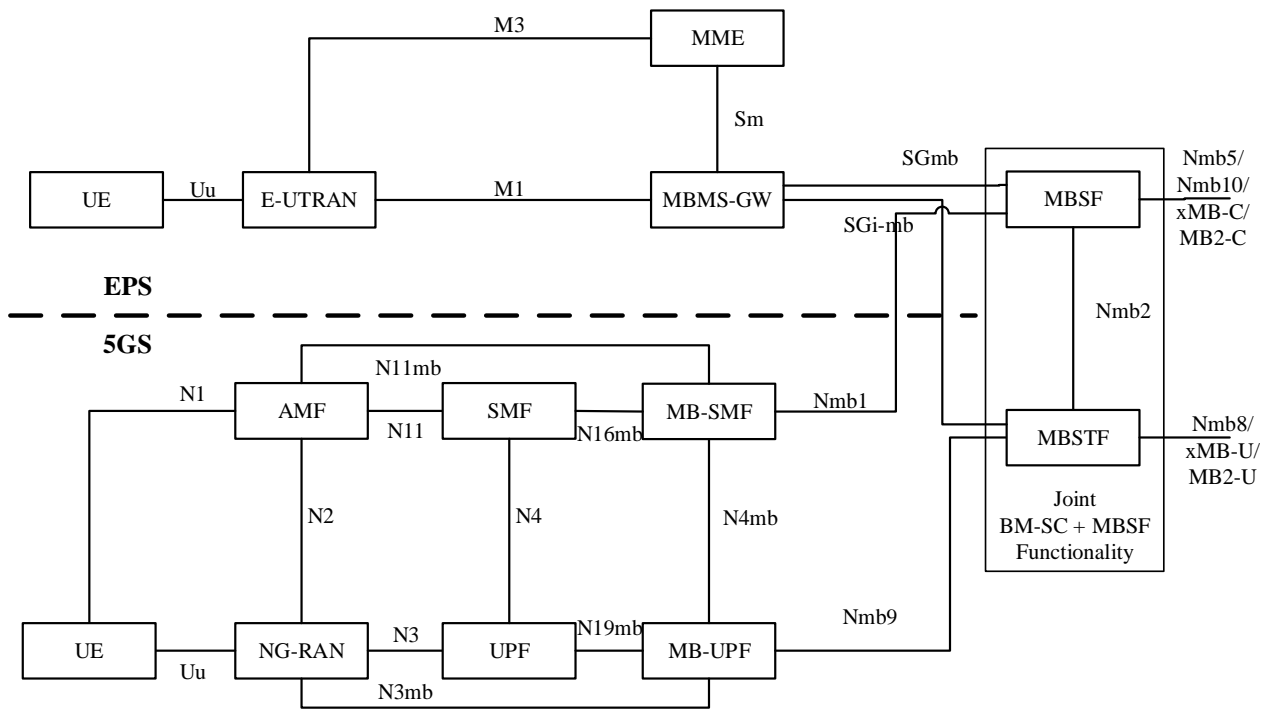 M3
MME
Sm
SGmb
Nmb5/
Nmb10/
xMB-C/
MB2-C
UE
Uu
E-UTRAN
M1
MBMS-GW
MBSF
SGi-mb
EPS
Nmb2
5GS
N11mb
N1
AMF
N11
SMF
N16mb
MB-SMF
Nmb1
MBSTF
Nmb8/
xMB-U/
MB2-U
Joint
BM-SC + MBSF
Functionality
N2
N4
N4mb
UE
Uu
NG-RAN
N3
UPF
N19mb
MB-UPF
Nmb9
N3mb